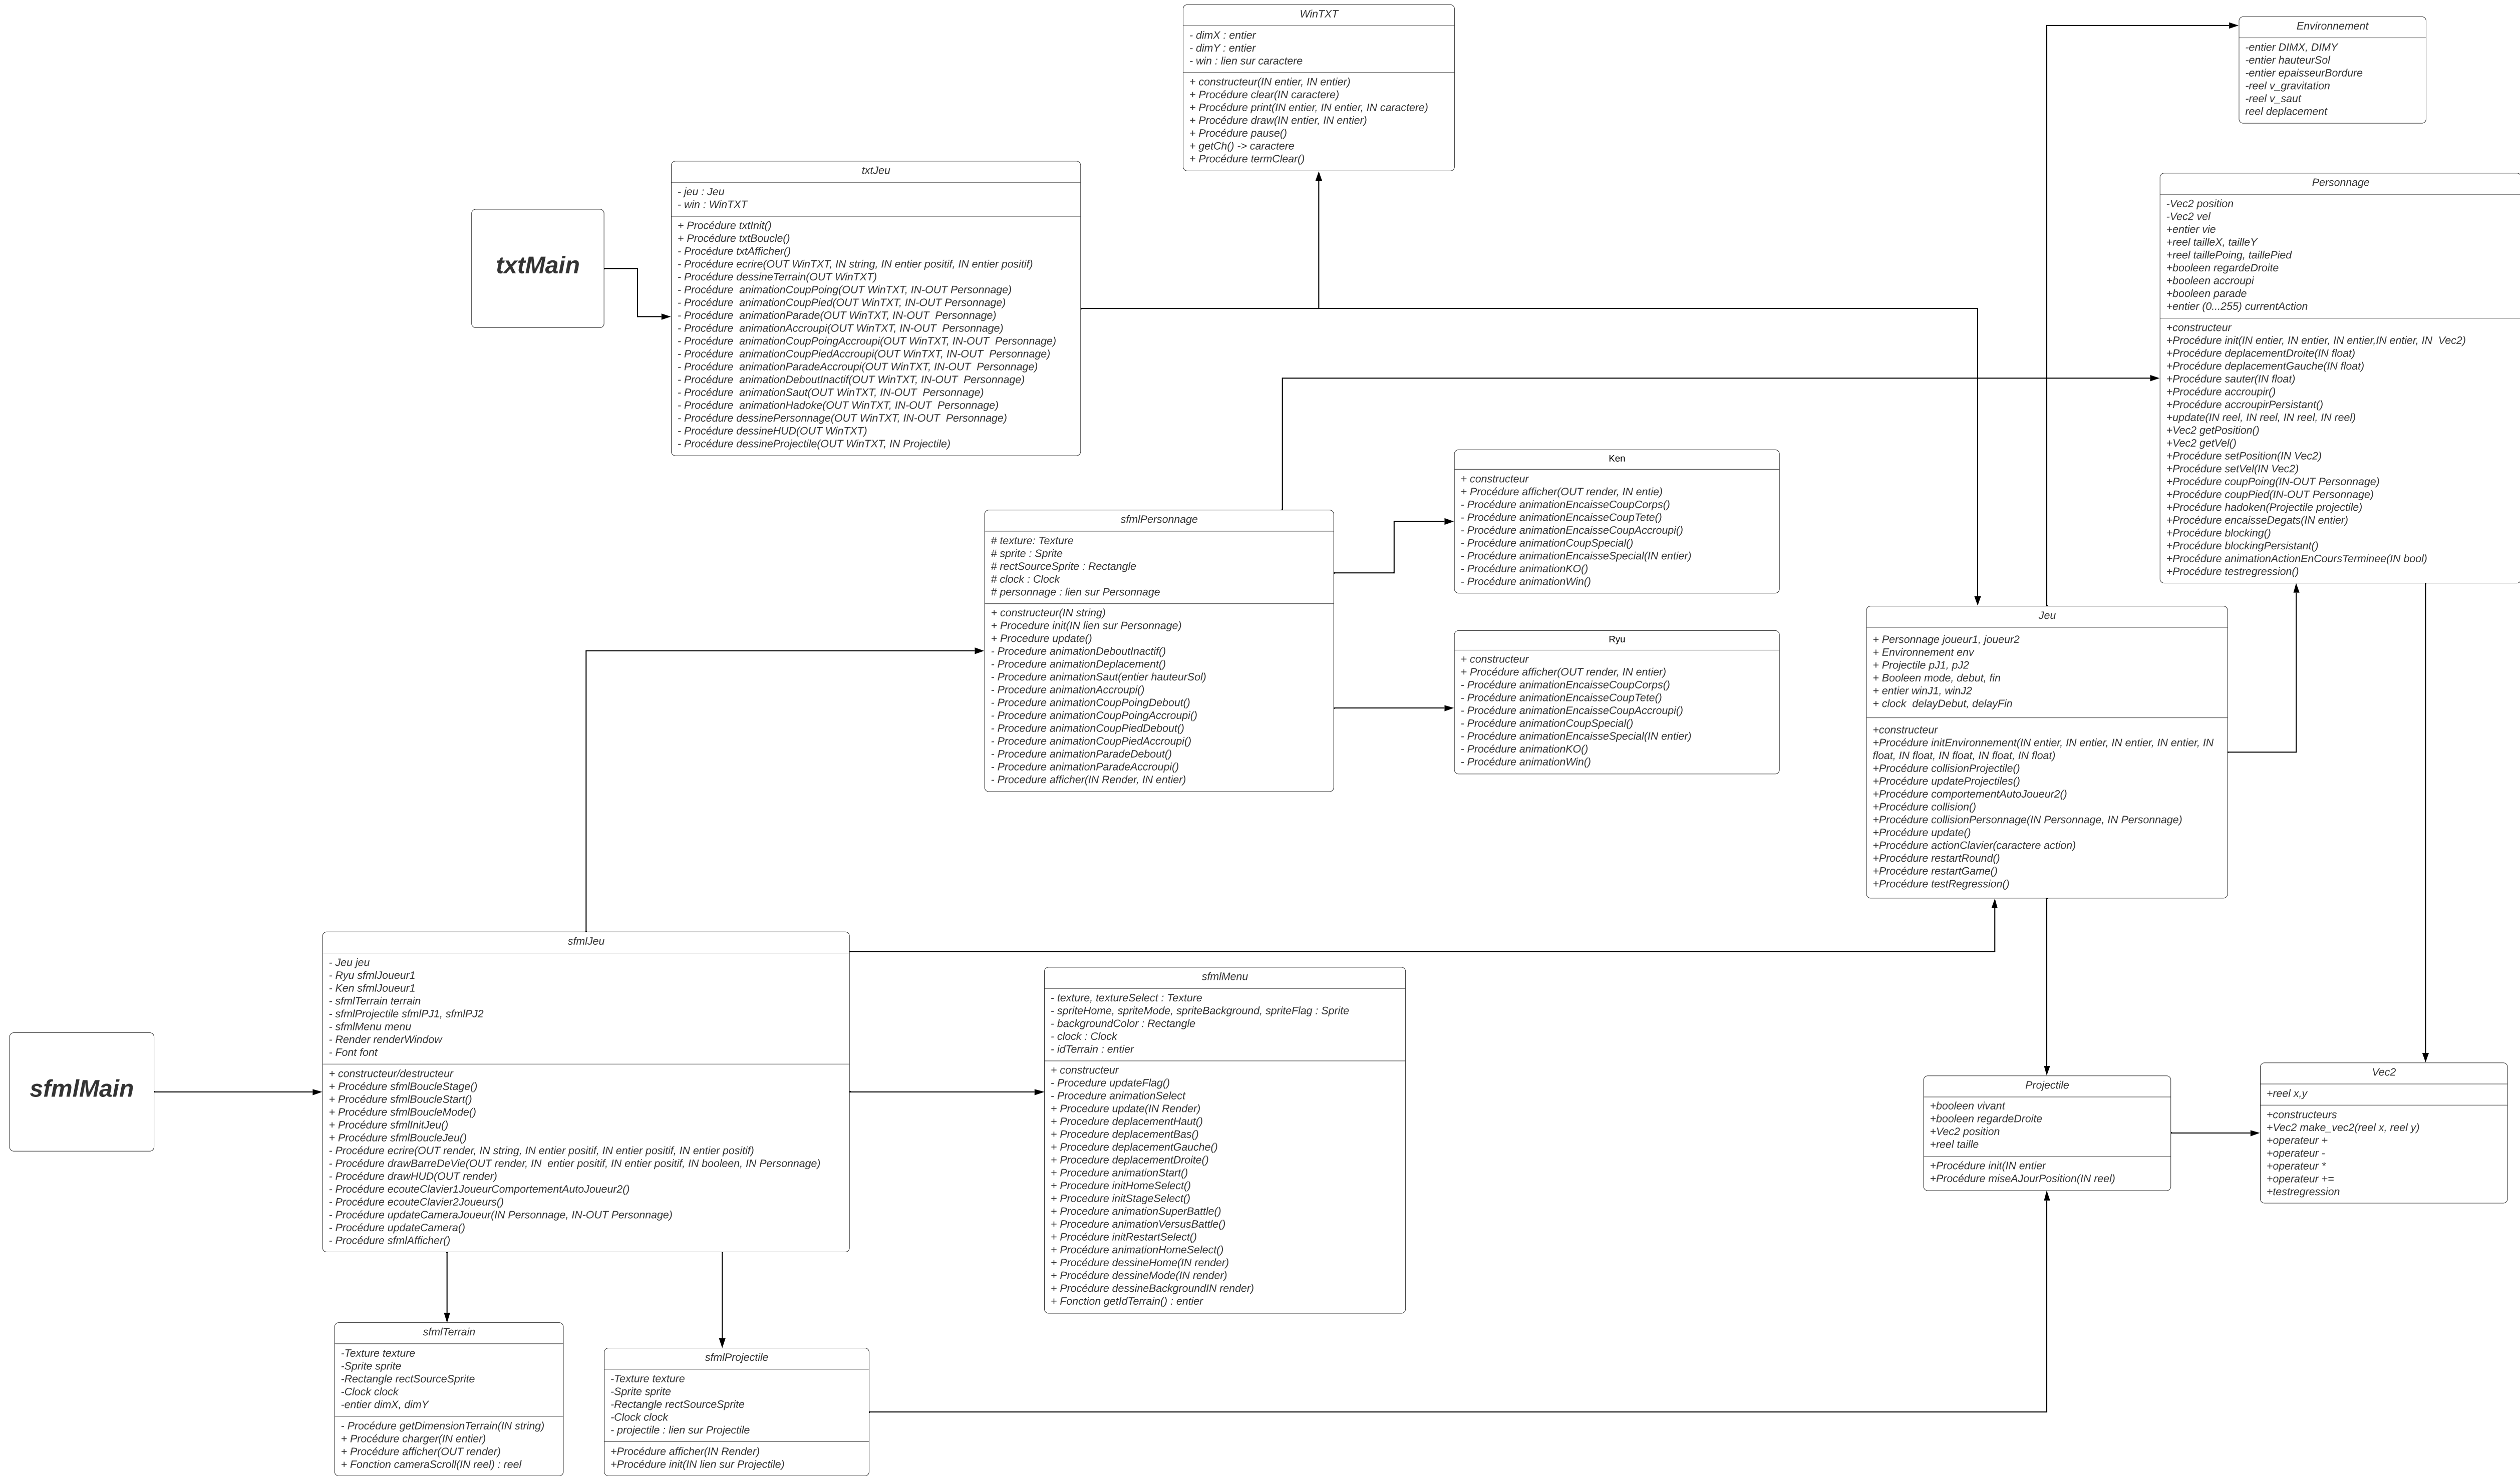 WinTXT
- dimX : entier
- dimY : entier
- win : lien sur caractere
+ constructeur(IN entier, IN entier)
+ Procédure clear(IN caractere)
+ Procédure print(IN entier, IN entier, IN caractere)
+ Procédure draw(IN entier, IN entier)
+ Procédure pause()
+ getCh() -> caractere
+ Procédure termClear()
Environnement
-entier DIMX, DIMY
-entier hauteurSol
-entier epaisseurBordure
-reel v_gravitation
-reel v_saut
reel deplacement
txtMain
txtJeu
- jeu : Jeu
- win : WinTXT
+ Procédure txtInit()
+ Procédure txtBoucle()
- Procédure txtAfficher()
- Procédure ecrire(OUT WinTXT, IN string, IN entier positif, IN entier positif)
- Procédure dessineTerrain(OUT WinTXT)
- Procédure  animationCoupPoing(OUT WinTXT, IN-OUT Personnage)
- Procédure  animationCoupPied(OUT WinTXT, IN-OUT Personnage)
- Procédure  animationParade(OUT WinTXT, IN-OUT  Personnage)
- Procédure  animationAccroupi(OUT WinTXT, IN-OUT  Personnage)
- Procédure  animationCoupPoingAccroupi(OUT WinTXT, IN-OUT  Personnage)
- Procédure  animationCoupPiedAccroupi(OUT WinTXT, IN-OUT  Personnage)
- Procédure  animationParadeAccroupi(OUT WinTXT, IN-OUT  Personnage)
- Procédure  animationDeboutInactif(OUT WinTXT, IN-OUT  Personnage)
- Procédure  animationSaut(OUT WinTXT, IN-OUT  Personnage)
- Procédure  animationHadoke(OUT WinTXT, IN-OUT  Personnage)
- Procédure dessinePersonnage(OUT WinTXT, IN-OUT  Personnage)
- Procédure dessineHUD(OUT WinTXT)
- Procédure dessineProjectile(OUT WinTXT, IN Projectile)
Personnage
-Vec2 position
-Vec2 vel
+entier vie
+reel tailleX, tailleY
+reel taillePoing, taillePied
+booleen regardeDroite
+booleen accroupi
+booleen parade
+entier (0...255) currentAction
+constructeur
+Procédure init(IN entier, IN entier, IN entier,IN entier, IN  Vec2)
+Procédure deplacementDroite(IN float)
+Procédure deplacementGauche(IN float)
+Procédure sauter(IN float)
+Procédure accroupir()
+Procédure accroupirPersistant()
+update(IN reel, IN reel, IN reel, IN reel)
+Vec2 getPosition()
+Vec2 getVel()
+Procédure setPosition(IN Vec2)
+Procédure setVel(IN Vec2)
+Procédure coupPoing(IN-OUT Personnage)
+Procédure coupPied(IN-OUT Personnage)
+Procédure hadoken(Projectile projectile)
+Procédure encaisseDegats(IN entier)
+Procédure blocking()
+Procédure blockingPersistant()
+Procédure animationActionEnCoursTerminee(IN bool)
+Procédure testregression()
sfmlPersonnage
# texture: Texture
# sprite : Sprite
# rectSourceSprite : Rectangle
# clock : Clock
# personnage : lien sur Personnage
+ constructeur(IN string)
+ Procedure init(IN lien sur Personnage)
+ Procedure update()
- Procedure animationDeboutInactif()
- Procedure animationDeplacement()
- Procedure animationSaut(entier hauteurSol)
- Procedure animationAccroupi()
- Procedure animationCoupPoingDebout()
- Procedure animationCoupPoingAccroupi()
- Procedure animationCoupPiedDebout()
- Procedure animationCoupPiedAccroupi()
- Procedure animationParadeDebout()
- Procedure animationParadeAccroupi()
- Procedure afficher(IN Render, IN entier)
Ken
+ constructeur
+ Procédure afficher(OUT render, IN entie)
- Procédure animationEncaisseCoupCorps()
- Procédure animationEncaisseCoupTete()
- Procédure animationEncaisseCoupAccroupi()
- Procédure animationCoupSpecial()
- Procédure animationEncaisseSpecial(IN entier)
- Procédure animationKO()
- Procédure animationWin()
Ryu
+ constructeur
+ Procédure afficher(OUT render, IN entier)
- Procédure animationEncaisseCoupCorps()
- Procédure animationEncaisseCoupTete()
- Procédure animationEncaisseCoupAccroupi()
- Procédure animationCoupSpecial()
- Procédure animationEncaisseSpecial(IN entier)
- Procédure animationKO()
- Procédure animationWin()
Jeu
+ Personnage joueur1, joueur2
+ Environnement env
+ Projectile pJ1, pJ2
+ Booleen mode, debut, fin
+ entier winJ1, winJ2
+ clock  delayDebut, delayFin
+constructeur
+Procédure initEnvironnement(IN entier, IN entier, IN entier, IN entier, IN
float, IN float, IN float, IN float, IN float)
+Procédure collisionProjectile()
+Procédure updateProjectiles()
+Procédure comportementAutoJoueur2()
+Procédure collision()
+Procédure collisionPersonnage(IN Personnage, IN Personnage)
+Procédure update()
+Procédure actionClavier(caractere action)
+Procédure restartRound()
+Procédure restartGame()
+Procédure testRegression()
sfmlMain
sfmlJeu
- Jeu jeu
- Ryu sfmlJoueur1
- Ken sfmlJoueur1
- sfmlTerrain terrain
- sfmlProjectile sfmlPJ1, sfmlPJ2
- sfmlMenu menu
- Render renderWindow
- Font font
+ constructeur/destructeur
+ Procédure sfmlBoucleStage()
+ Procédure sfmlBoucleStart()
+ Procédure sfmlBoucleMode()
+ Procédure sfmlInitJeu()
+ Procédure sfmlBoucleJeu()
- Procédure ecrire(OUT render, IN string, IN entier positif, IN entier positif, IN entier positif)
- Procédure drawBarreDeVie(OUT render, IN  entier positif, IN entier positif, IN booleen, IN Personnage)
- Procédure drawHUD(OUT render)
- Procédure ecouteClavier1JoueurComportementAutoJoueur2()
- Procédure ecouteClavier2Joueurs()
- Procédure updateCameraJoueur(IN Personnage, IN-OUT Personnage)
- Procédure updateCamera()
- Procédure sfmlAfficher()
sfmlMenu
- texture, textureSelect : Texture
- spriteHome, spriteMode, spriteBackground, spriteFlag : Sprite
- backgroundColor : Rectangle
- clock : Clock
- idTerrain : entier
+ constructeur
- Procedure updateFlag()
- Procedure animationSelect
+ Procedure update(IN Render)
+ Procedure deplacementHaut()
+ Procedure deplacementBas()
+ Procedure deplacementGauche()
+ Procedure deplacementDroite()
+ Procedure animationStart()
+ Procedure initHomeSelect()
+ Procedure initStageSelect()
+ Procedure animationSuperBattle()
+ Procedure animationVersusBattle()
+ Procédure initRestartSelect()
+ Procédure animationHomeSelect()
+ Procédure dessineHome(IN render)
+ Procédure dessineMode(IN render)
+ Procédure dessineBackgroundIN render)
+ Fonction getIdTerrain() : entier
Projectile
+booleen vivant
+booleen regardeDroite
+Vec2 position
+reel taille
+Procédure init(IN entier
+Procédure miseAJourPosition(IN reel)
Vec2
+reel x,y
+constructeurs
+Vec2 make_vec2(reel x, reel y)
+operateur +
+operateur -
+operateur *
+operateur +=
+testregression
sfmlTerrain
-Texture texture
-Sprite sprite
-Rectangle rectSourceSprite
-Clock clock
-entier dimX, dimY
- Procédure getDimensionTerrain(IN string)
+ Procédure charger(IN entier)
+ Procédure afficher(OUT render)
+ Fonction cameraScroll(IN reel) : reel
sfmlProjectile
-Texture texture
-Sprite sprite
-Rectangle rectSourceSprite
-Clock clock
- projectile : lien sur Projectile
+Procédure afficher(IN Render)
+Procédure init(IN lien sur Projectile)